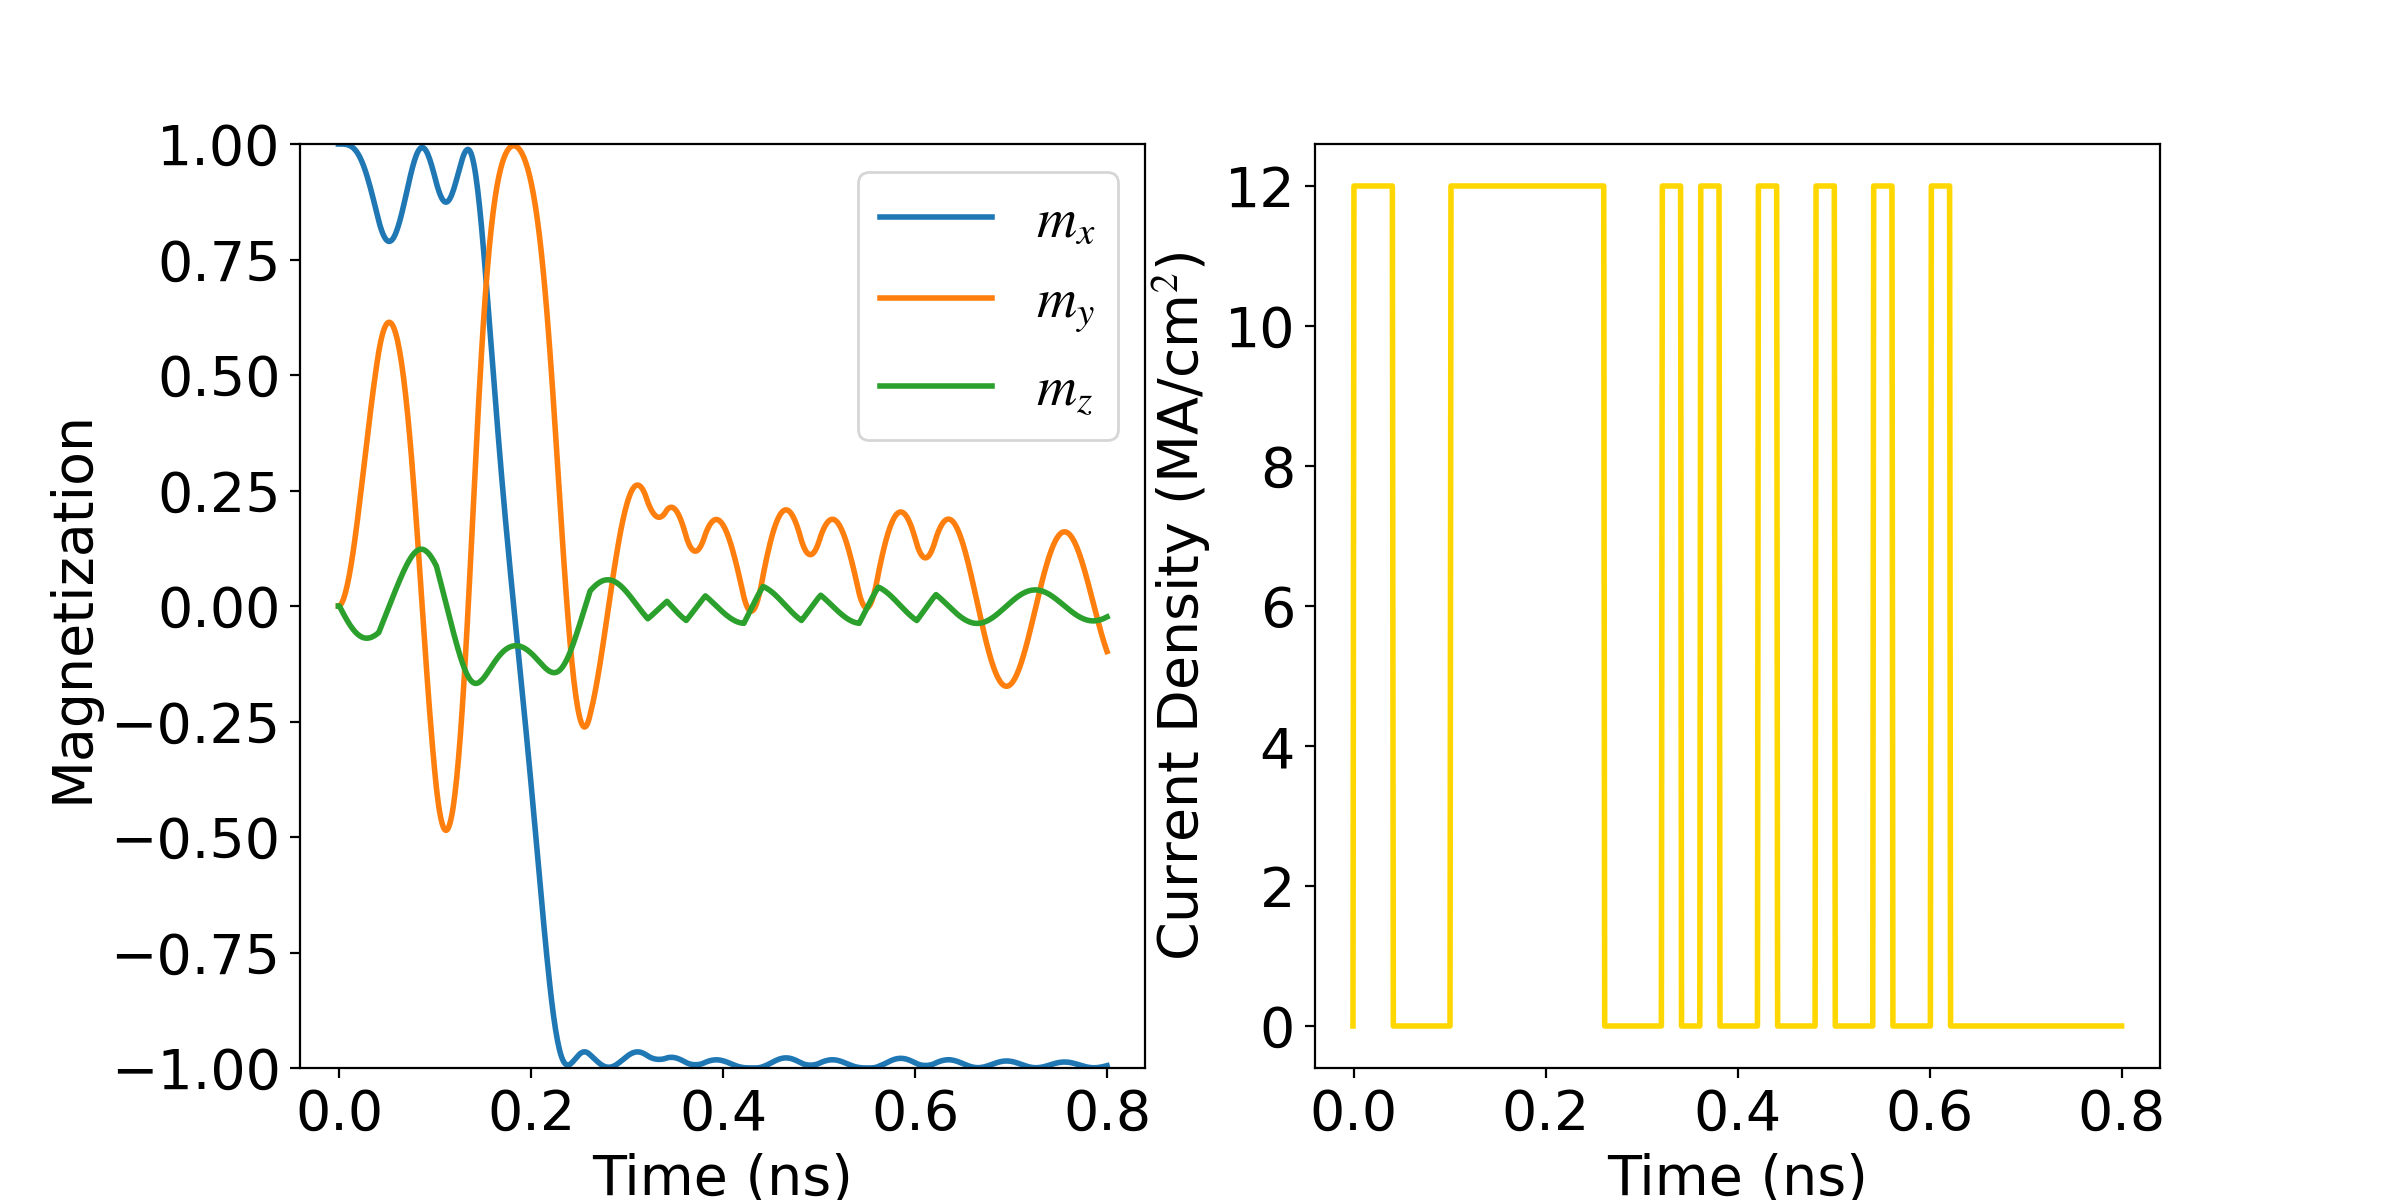 1.00
0.75
0.50
0.25
0.00
−0.25
−0.50
−0.75
−1.00
Magnetization
0.0 0.2 0.4 0.6 0.8
Time (ns)
m_x
m_y
m_z
12
10
8
6
4
2
0
Current Density (MA/cm²)
0.0 0.2 0.4 0.6 0.8
Time (ns)